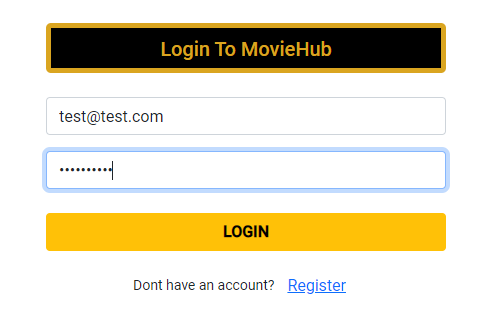 Login To MovieHub
test@test.com
••••••••••
LOGIN
Dont have an account? Register